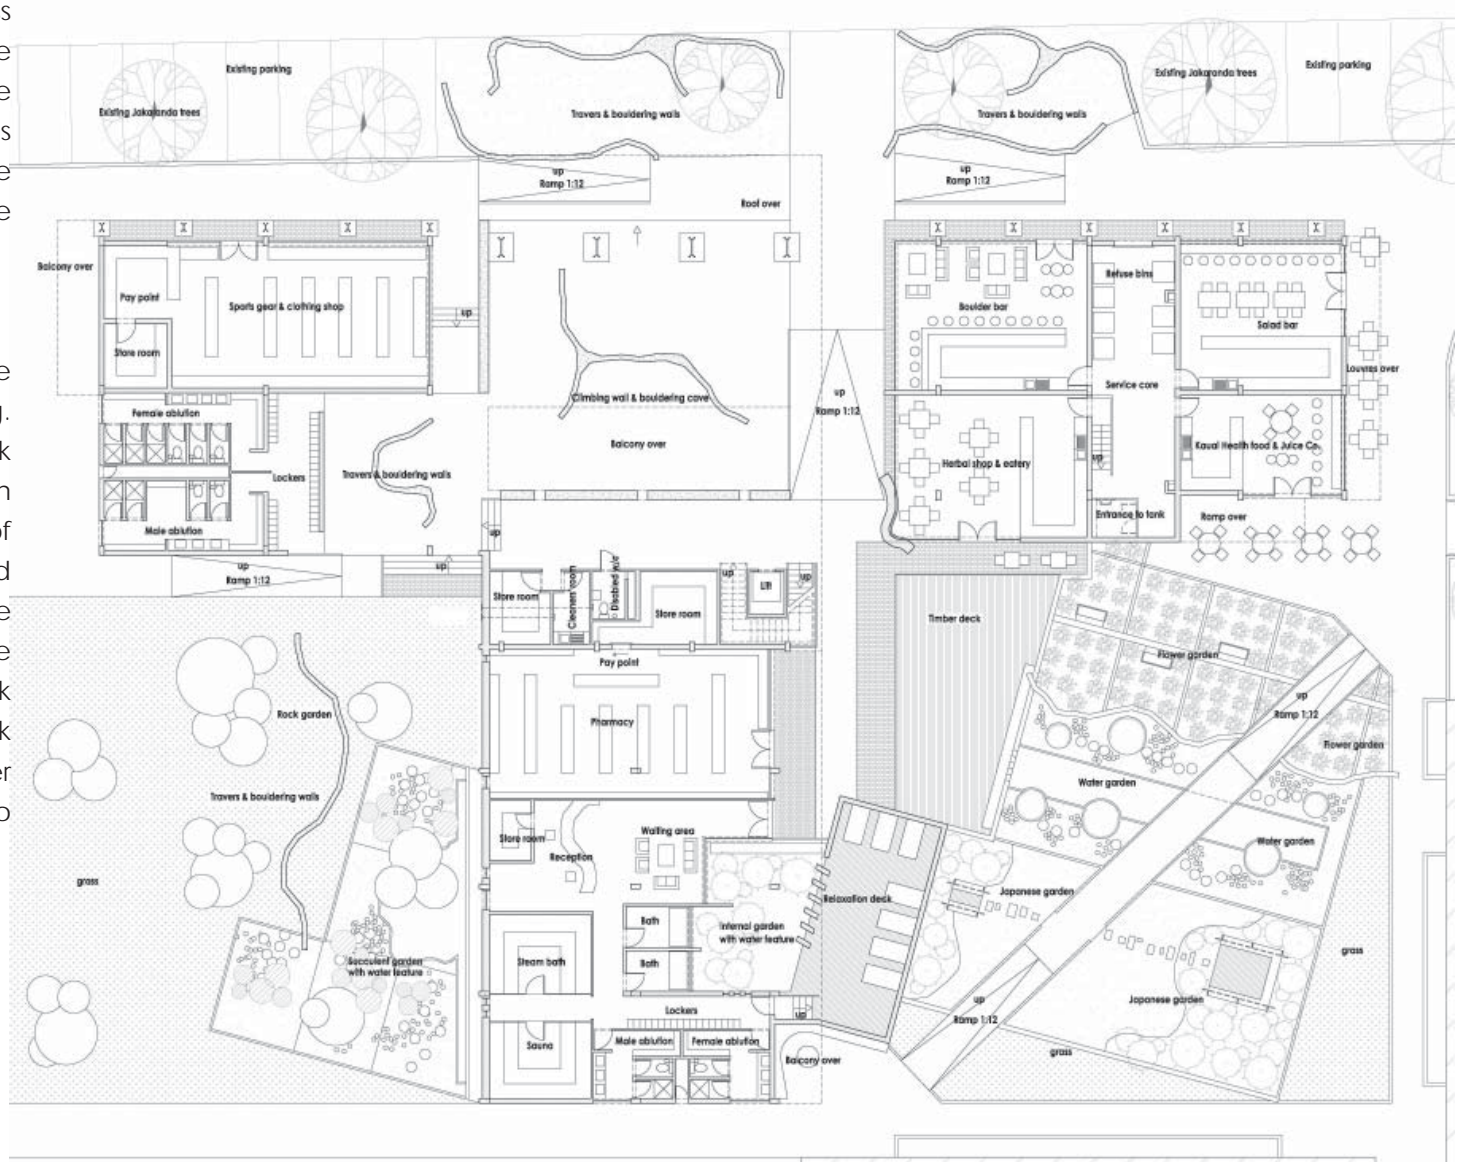 s
e
e
s
e
e
e
g.
k
n
of
d
e
e
k
k
er
o
Existing parking
Existing Jakaranda trees
Travers & bouldering walls
Travers & bouldering walls
Existing Jakaranda trees
Existing parking
up
Ramp 1:12
Roof over
up
Ramp 1:12
Balcony over
Pay point
Sports gear & clothing shop
Store room
up
Climbing wall & bouldering cave
Balcony over
up
Ramp 1:12
Boulder bar
Refuse bins
Salad bar
Louvres over
Service core
Female ablution
Lockers
Travers & bouldering walls
Male ablution
up
Ramp 1:12
up
up
Herbal shop & eatery
up
Kauai Health food & Juice Co.
Entrance to tank
Ramp over
Store room
Cleaners room
Disabled w/c
Store room
up
Lift
up
Pay point
Pharmacy
Timber deck
Flower garden
up
Ramp 1:12
Flower garden
Water garden
Water garden
Rock garden
Travers & bouldering walls
grass
Succulent garden
with water feature
Store room
Reception
Waiting area
Bath
Bath
Internal garden
with water feature
Relaxation deck
Japanese garden
Japanese garden
grass
grass
up
Ramp 1:12
Steam bath
Sauna
Lockers
up
Male ablution
Female ablution
Balcony over